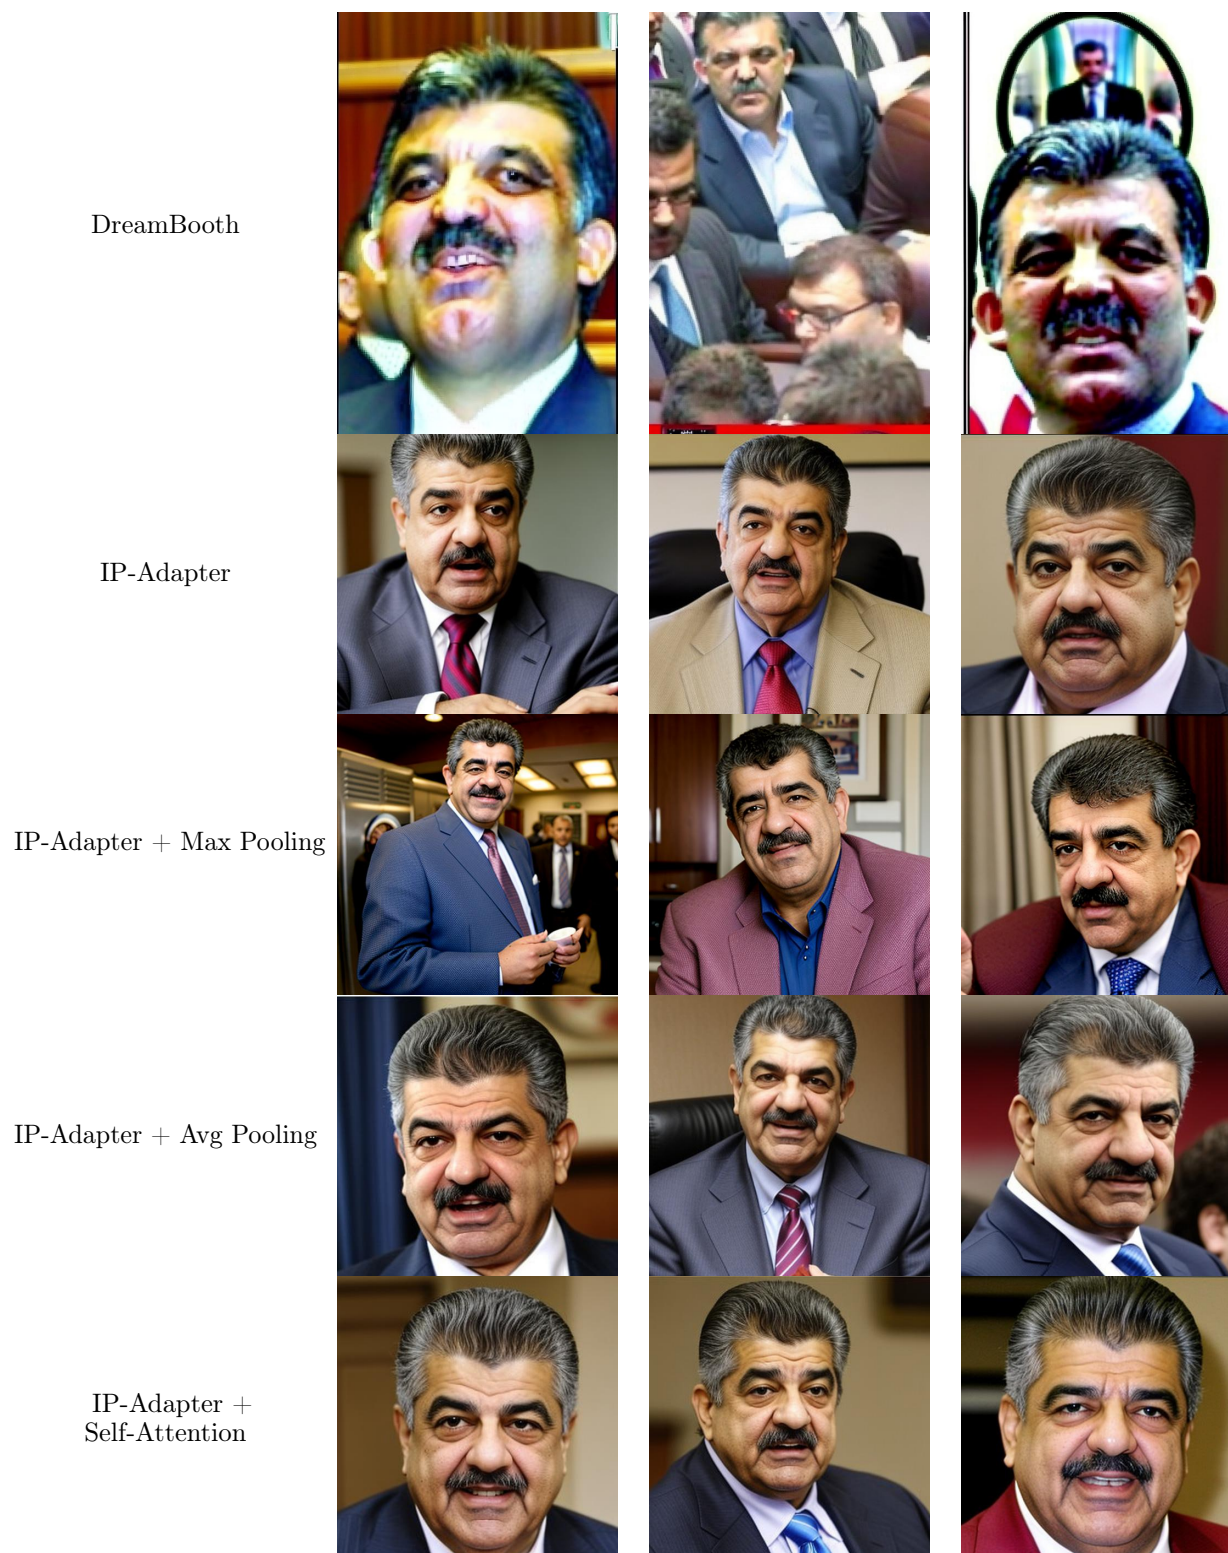 DreamBooth
IP-Adapter
IP-Adapter + Max Pooling
IP-Adapter + Avg Pooling
IP-Adapter +
Self-Attention